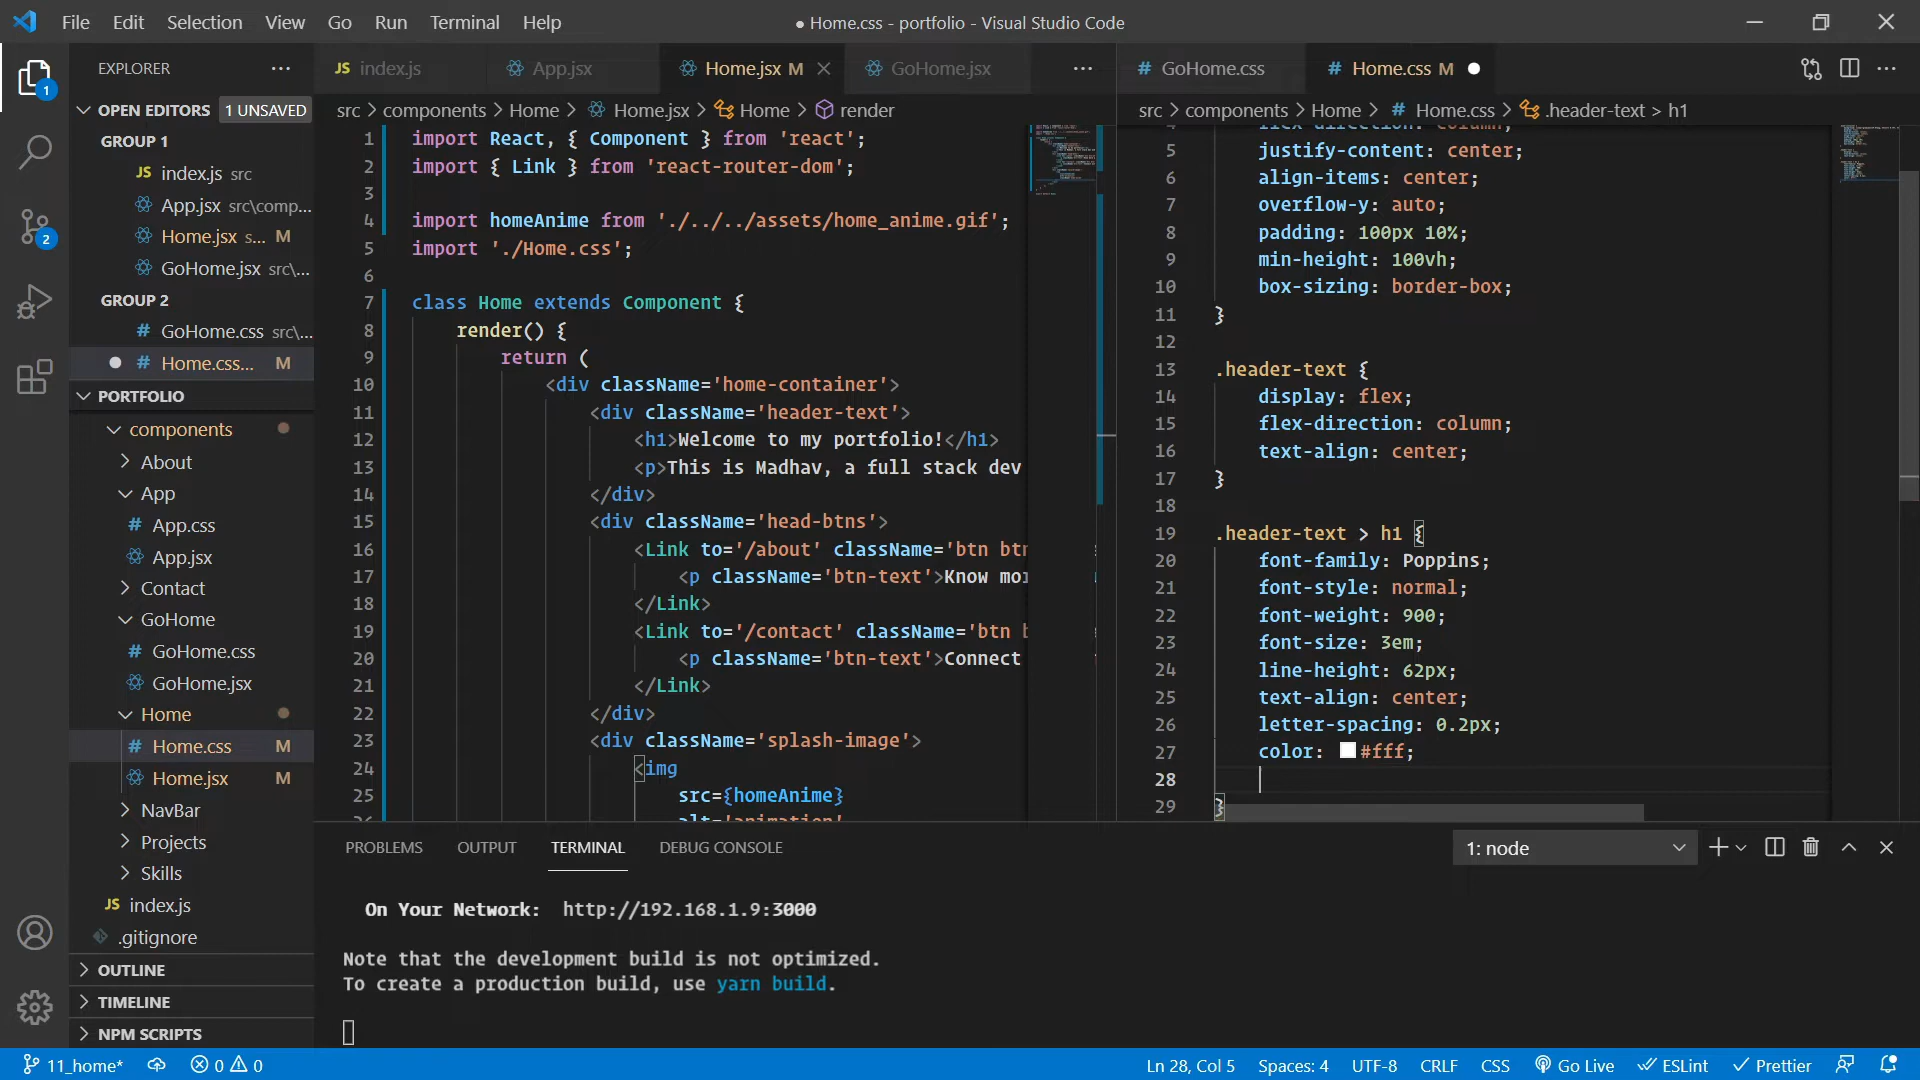 File Edit Selection View Go Run Terminal Help
● Home.css - portfolio - Visual Studio Code
EXPLORER
OPEN EDITORS 1 UNSAVED
GROUP 1
JS index.js src
App.jsx src\comp...
Home.jsx s... M
GoHome.jsx src\...
GROUP 2
# GoHome.css src\...
# Home.css... M
PORTFOLIO
components
About
App
# App.css
App.jsx
Contact
GoHome
# GoHome.css
GoHome.jsx
Home
# Home.css M
Home.jsx M
NavBar
Projects
Skills
JS index.js
.gitignore
OUTLINE
TIMELINE
NPM SCRIPTS
1
2
JS index.js App.jsx Home.jsx M GoHome.jsx
src > components > Home > Home.jsx > Home > render
1 import React, { Component } from 'react';
2 import { Link } from 'react-router-dom';
3
4 import homeAnime from './../../assets/home_anime.gif';
5 import './Home.css';
6
7 class Home extends Component {
8 render() {
9 return (
10 <div className='home-container'>
11 <div className='header-text'>
12 <h1>Welcome to my portfolio!</h1>
13 <p>This is Madhav, a full stack dev
14 </div>
15 <div className='head-btns'>
16 <Link to='/about' className='btn btn
17 <p className='btn-text'>Know mo
18 </Link>
19 <Link to='/contact' className='btn b
20 <p className='btn-text'>Connect
21 </Link>
22 </div>
23 <div className='splash-image'>
24 <img
25 src={homeAnime}
alt='animation'
# GoHome.css # Home.css M
src > components > Home > # Home.css > .header-text > h1
flex-direction: column;
5 justify-content: center;
6 align-items: center;
7 overflow-y: auto;
8 padding: 100px 10%;
9 min-height: 100vh;
10 box-sizing: border-box;
11 }
12
13 .header-text {
14 display: flex;
15 flex-direction: column;
16 text-align: center;
17 }
18
19 .header-text > h1 {
20 font-family: Poppins;
21 font-style: normal;
22 font-weight: 900;
23 font-size: 3em;
24 line-height: 62px;
25 text-align: center;
26 letter-spacing: 0.2px;
27 color: #fff;
28
29 }
PROBLEMS OUTPUT TERMINAL DEBUG CONSOLE
1: node
On Your Network: http://192.168.1.9:3000
Note that the development build is not optimized.
To create a production build, use yarn build.
11_home* 0 0
Ln 28, Col 5 Spaces: 4 UTF-8 CRLF CSS Go Live ESLint Prettier